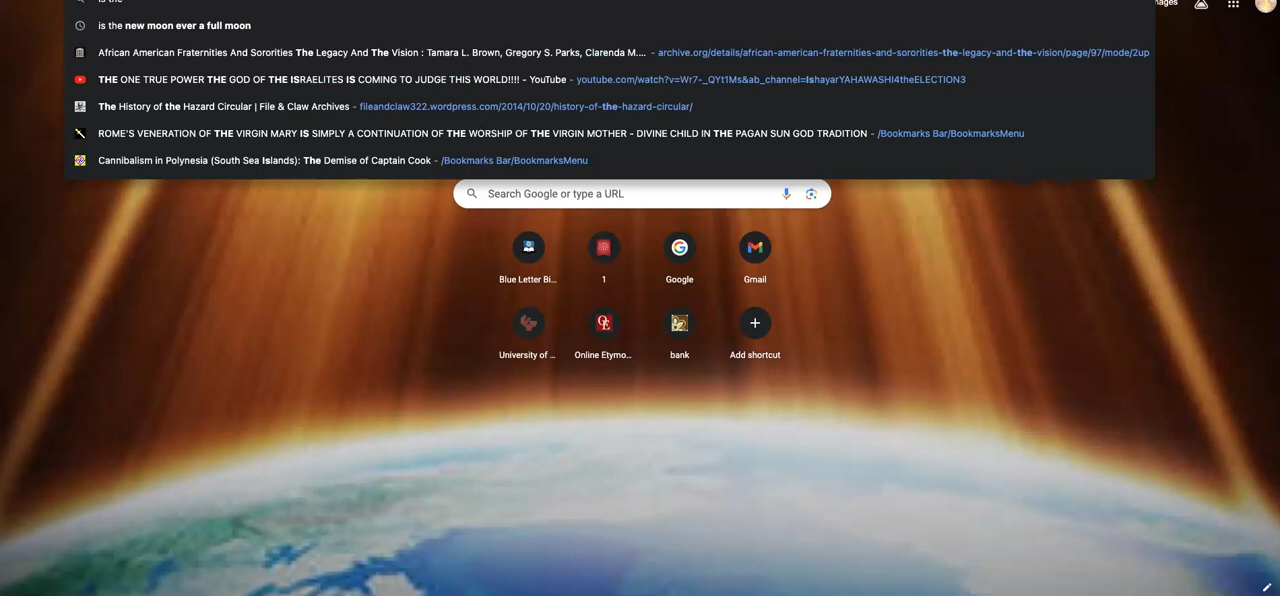 is the
is the new moon ever a full moon
African American Fraternities And Sororities The Legacy And The Vision : Tamara L. Brown, Gregory S. Parks, Clarenda M.... - archive.org/details/african-american-fraternities-and-sororities-the-legacy-and-the-vision/page/97/mode/2up
THE ONE TRUE POWER THE GOD OF THE ISRAELITES IS COMING TO JUDGE THIS WORLD!!!! - YouTube - youtube.com/watch?v=Wr7-_QYt1Ms&ab_channel=IshayarYAHAWASHI4theELECTION3
The History of the Hazard Circular | File & Claw Archives - fileandclaw322.wordpress.com/2014/10/20/history-of-the-hazard-circular/
ROME'S VENERATION OF THE VIRGIN MARY IS SIMPLY A CONTINUATION OF THE WORSHIP OF THE VIRGIN MOTHER - DIVINE CHILD IN THE PAGAN SUN GOD TRADITION - /Bookmarks Bar/BookmarksMenu
Cannibalism in Polynesia (South Sea Islands): The Demise of Captain Cook - /Bookmarks Bar/BookmarksMenu
Search Google or type a URL
Blue Letter Bi... 1 Google Gmail
University of ... Online Etymo... bank Add shortcut